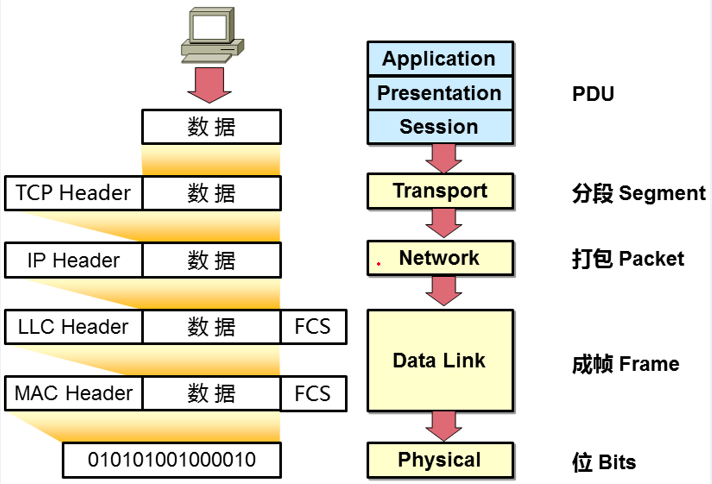 Application
Presentation
PDU
数 据
Session
TCP Header
数 据
Transport
分段 Segment
IP Header
数 据
Network
打包 Packet
LLC Header
数 据
FCS
Data Link
成帧 Frame
MAC Header
数 据
FCS
010101001000010
Physical
位 Bits